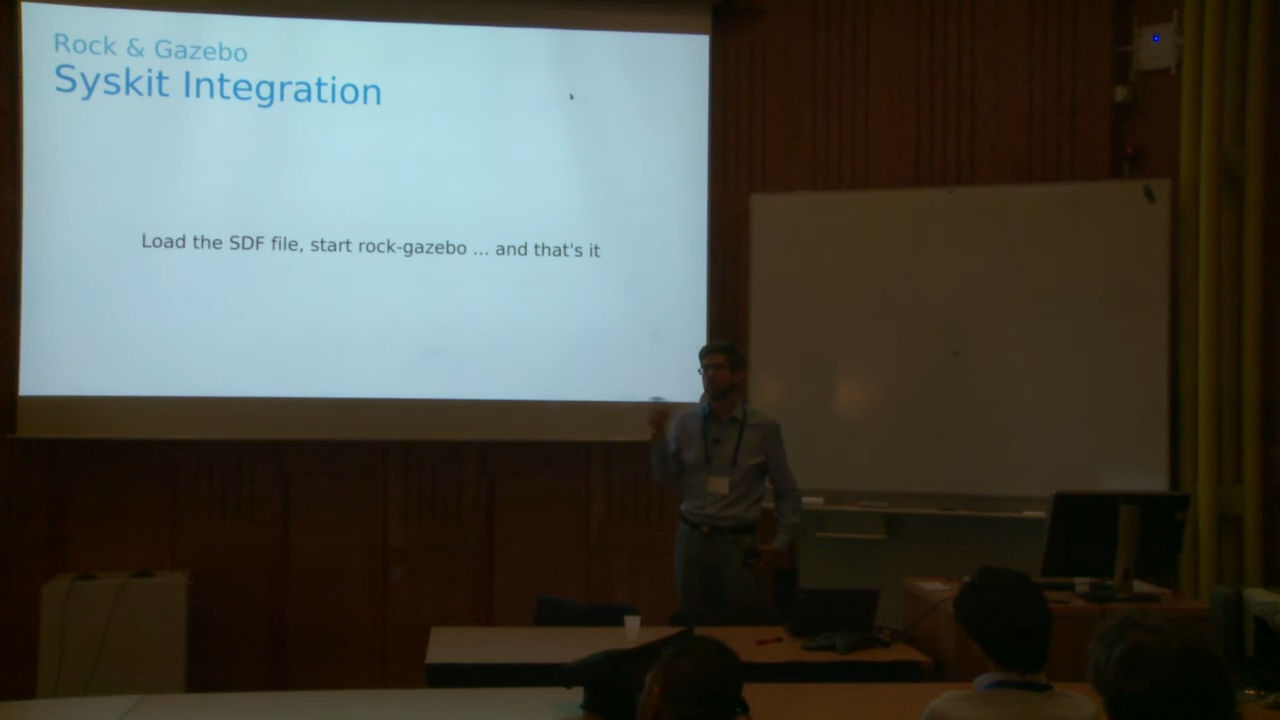 Rock & Gazebo
Syskit Integration
Load the SDF file, start rock-gazebo ... and that's it